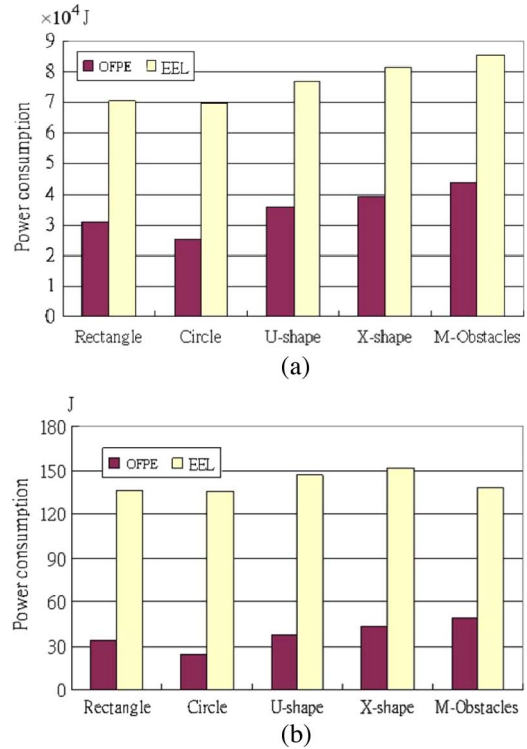 ×10⁴ J
9
8
7
6
5
4
3
2
1
0
Power consumption
OFPE EEL
Rectangle Circle U-shape X-shape M-Obstacles
(a)
J
180
150
120
90
60
30
0
Power consumption
OFPE EEL
Rectangle Circle U-shape X-shape M-Obstacles
(b)